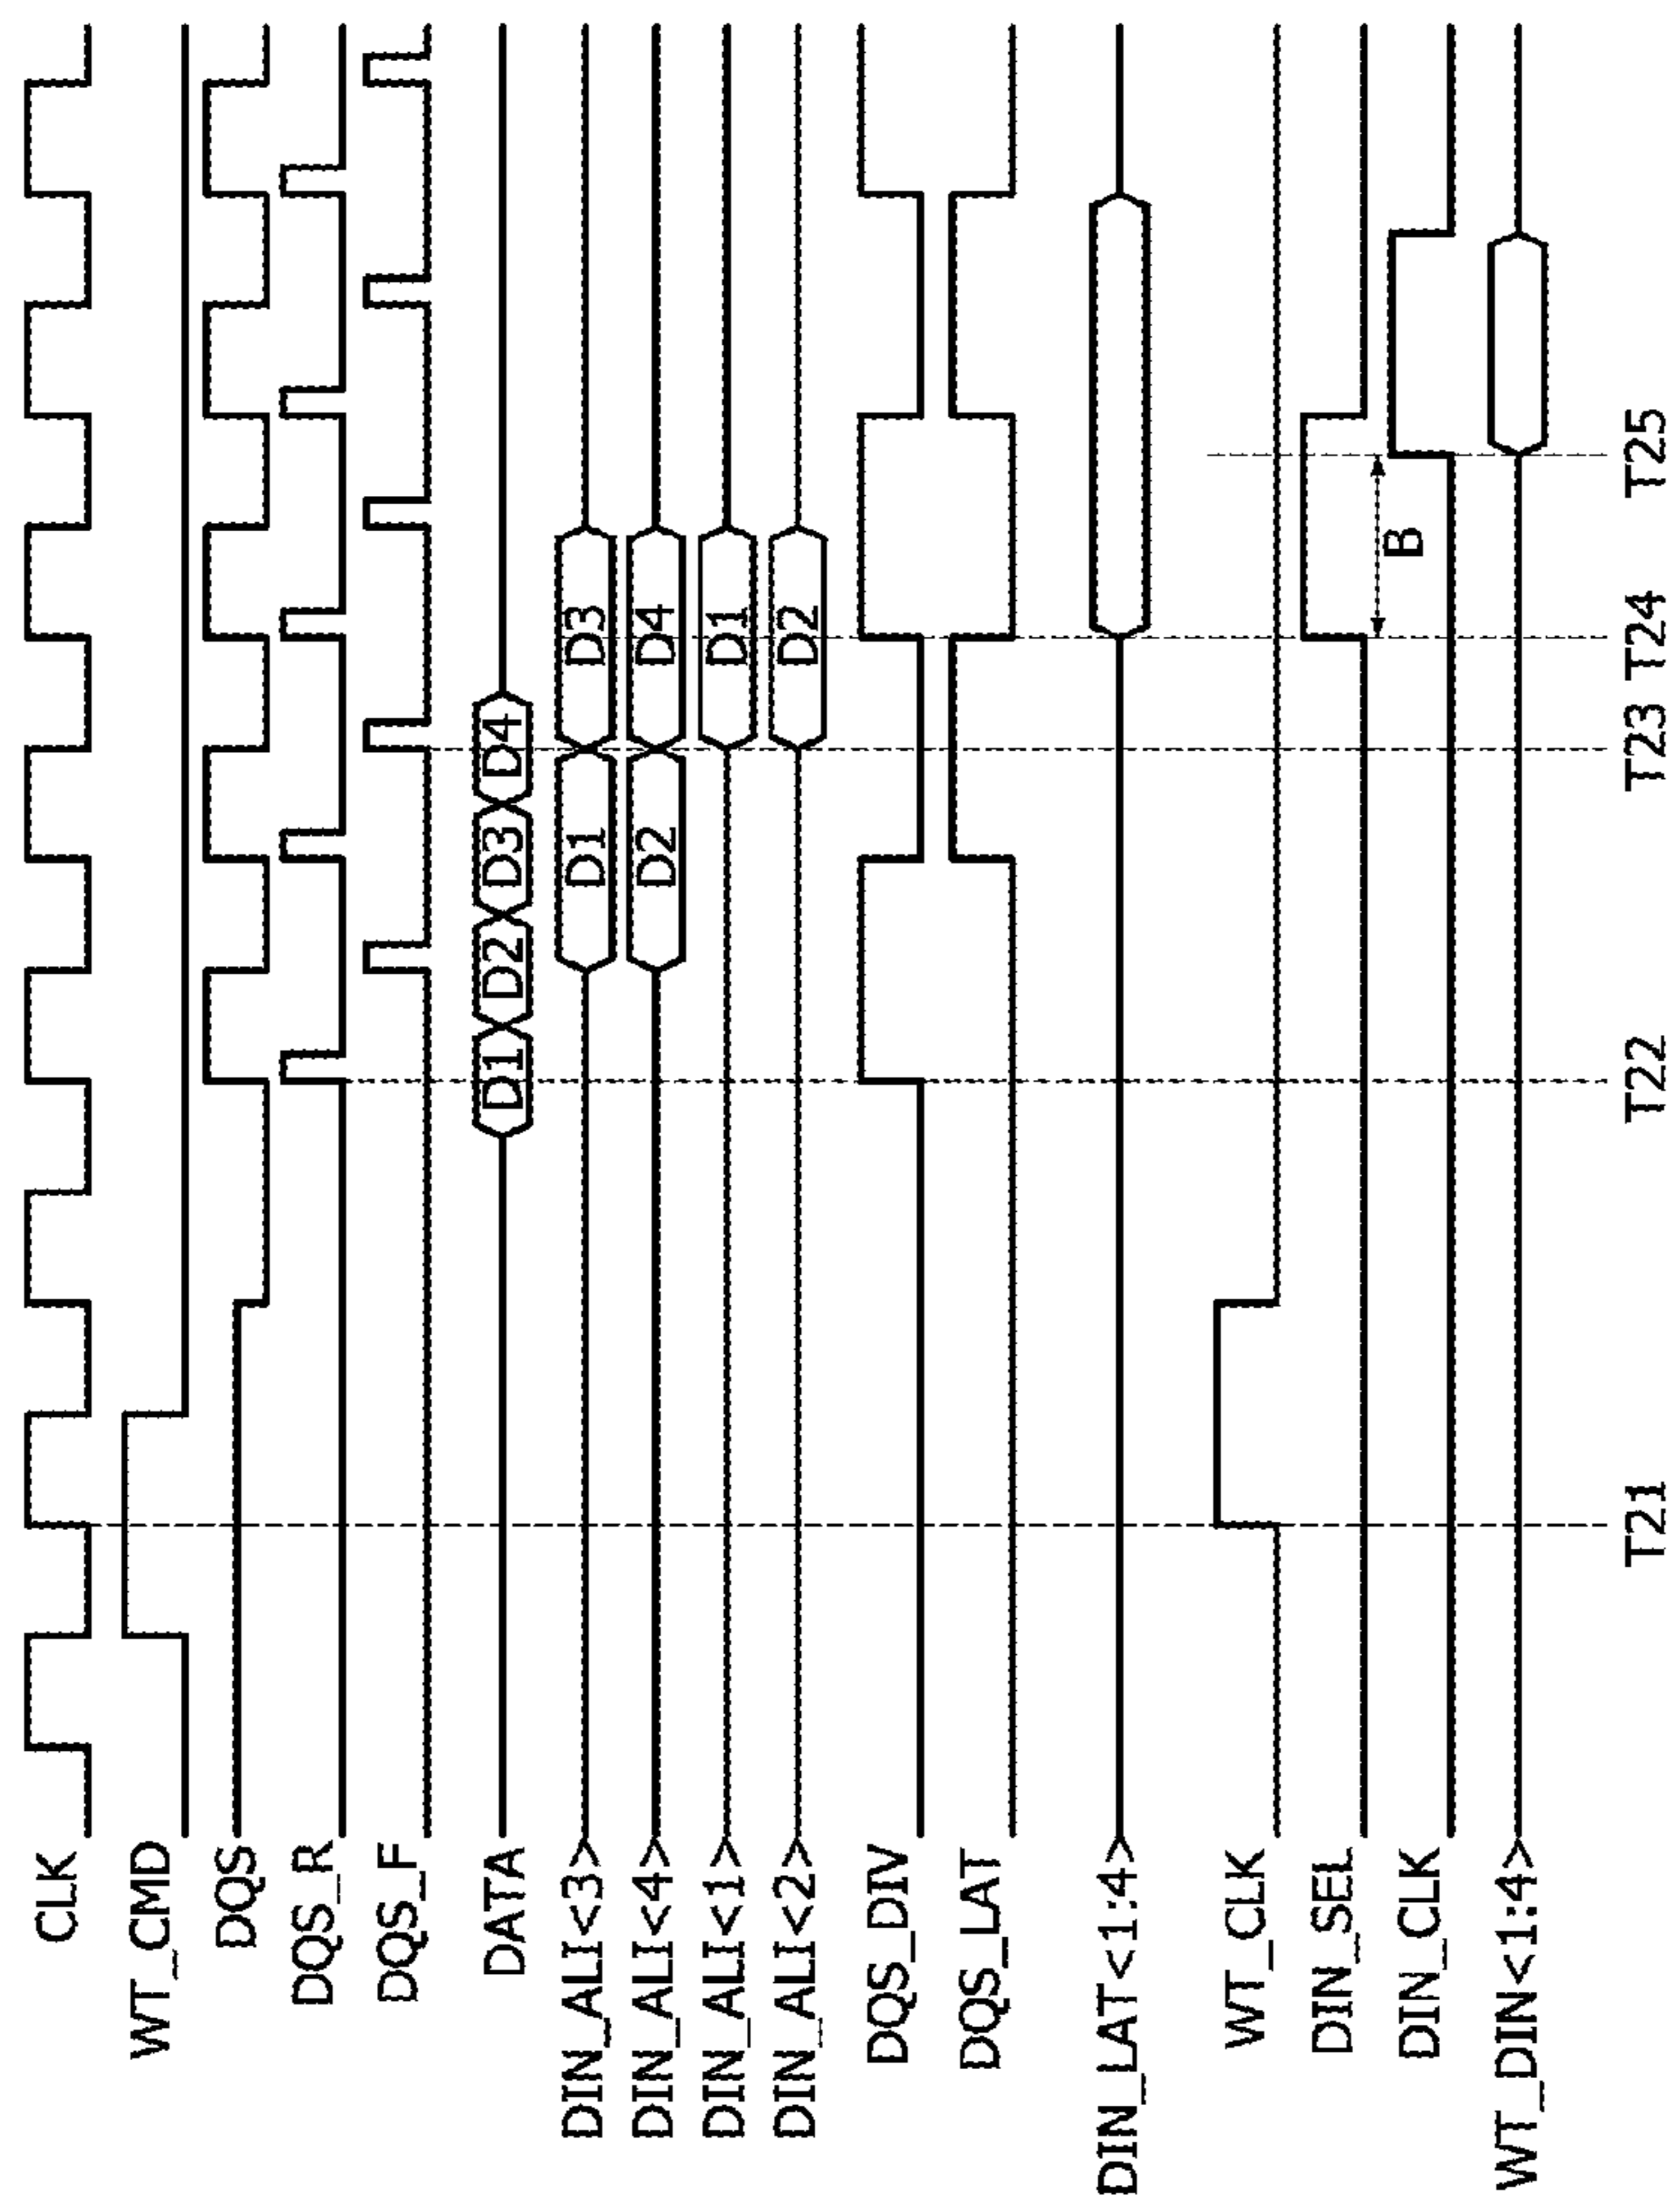 CLK
WT_CMD
DQS
DQS_R
DQS_F
DATA D1 D2 D3 D4
DIN_ALI<3> D1 D3
DIN_ALI<4> D2 D4
DIN_ALI<1> D1
DIN_ALI<2> D2
DQS_DIV
DQS_LAT
DIN_LAT<1:4>
WT_CLK
DIN_SEL
B
DIN_CLK
WT_DIN<1:4>
T21 T22 T23 T24 T25